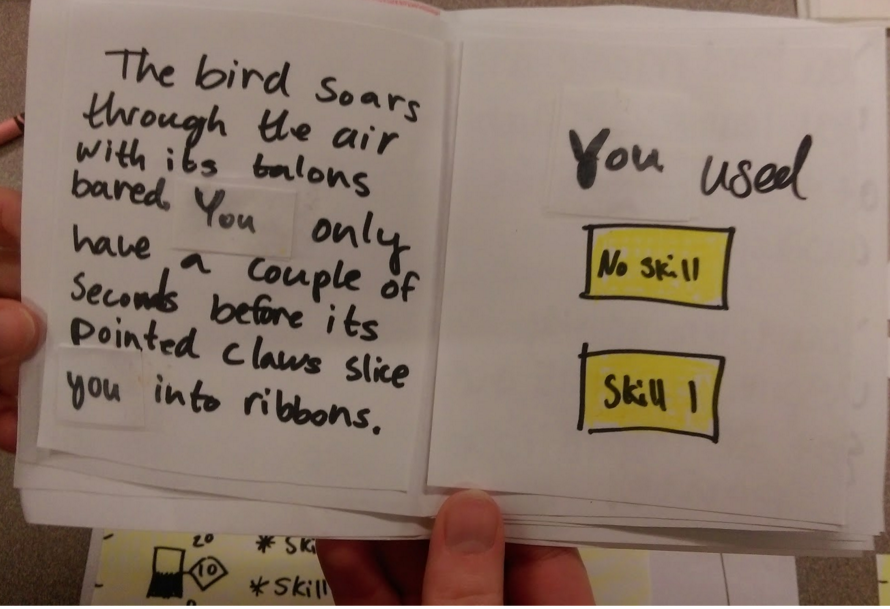 The bird soars
through the air
with its talons
bared. You only
have a couple of
seconds before its
pointed claws slice
you into ribbons.
You used
No skill
Skill 1
20
10
* Skill